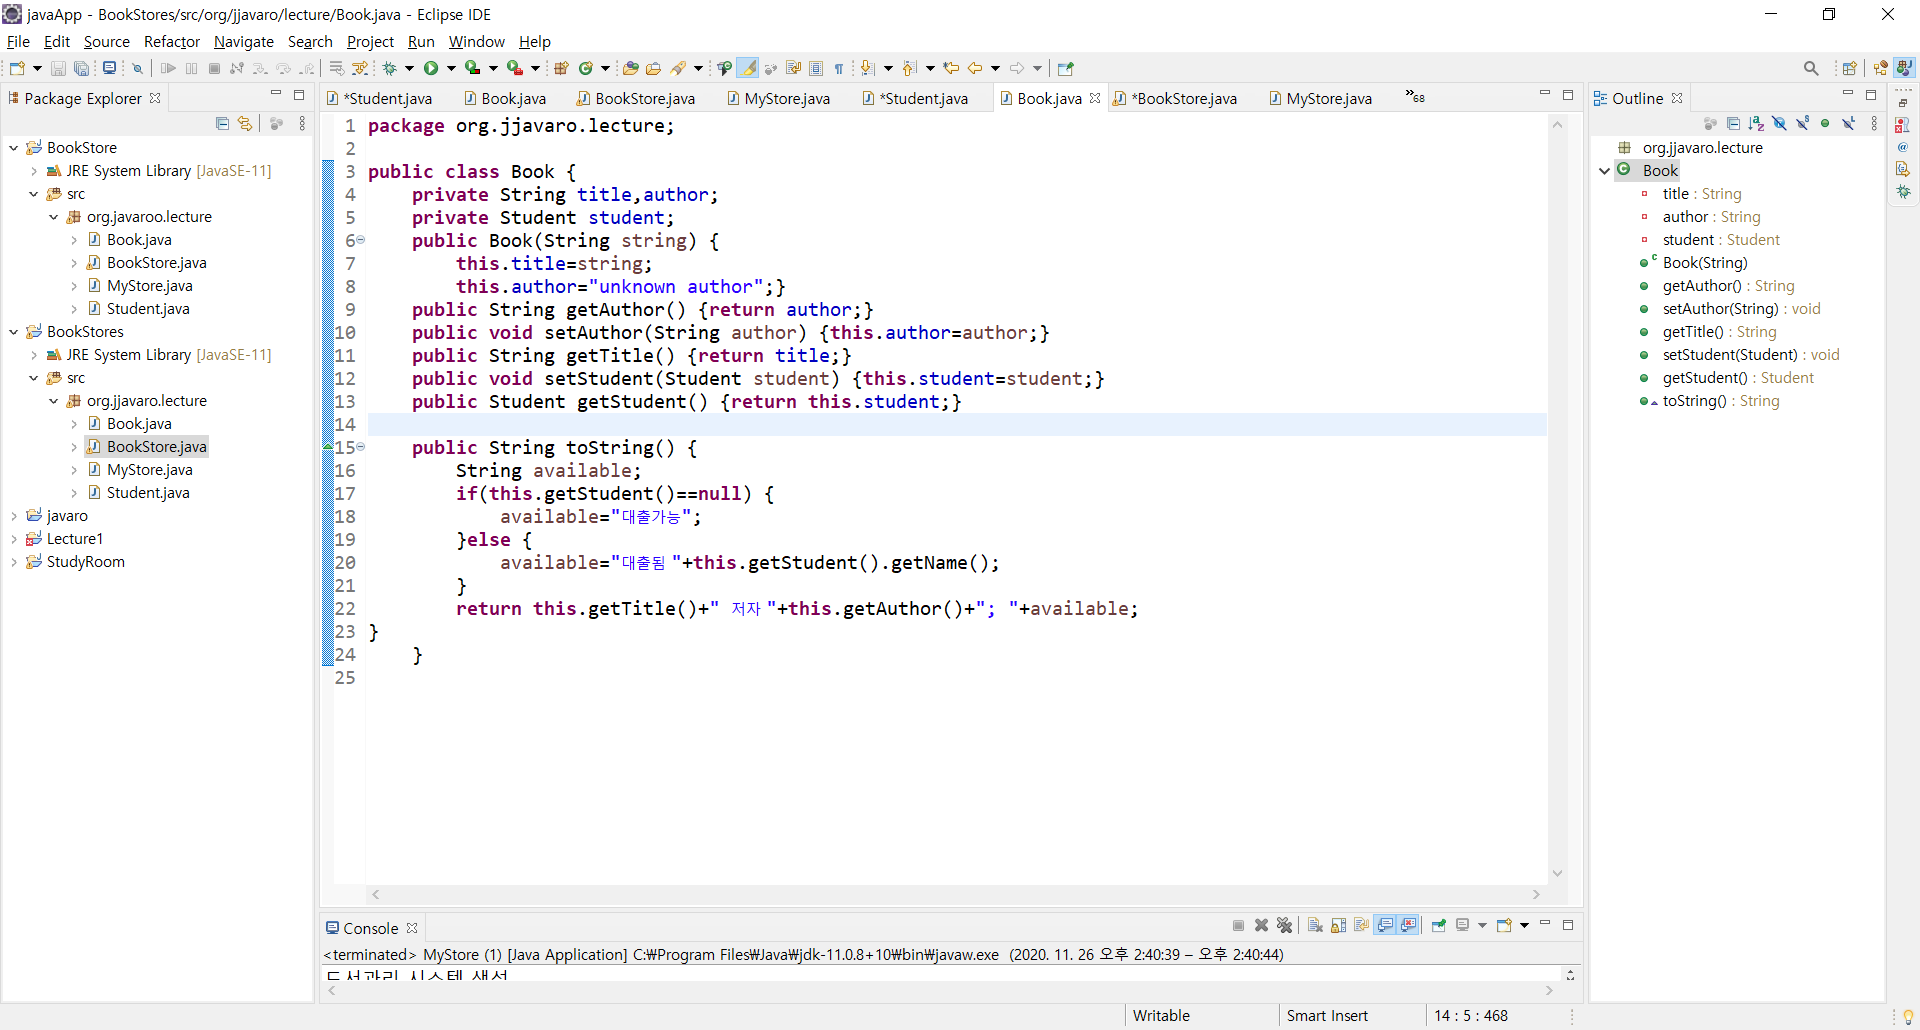 javaApp - BookStores/src/org/jjavaro/lecture/Book.java - Eclipse IDE
File Edit Source Refactor Navigate Search Project Run Window Help
Package Explorer
BookStore
JRE System Library [JavaSE-11]
src
org.javaroo.lecture
Book.java
BookStore.java
MyStore.java
Student.java
BookStores
JRE System Library [JavaSE-11]
src
org.jjavaro.lecture
Book.java
BookStore.java
MyStore.java
Student.java
javaro
Lecture1
StudyRoom
*Student.java Book.java BookStore.java MyStore.java *Student.java Book.java *BookStore.java MyStore.java »68
1 package org.jjavaro.lecture;
2
3 public class Book {
4 private String title,author;
5 private Student student;
6 public Book(String string) {
7 this.title=string;
8 this.author="unknown author";}
9 public String getAuthor() {return author;}
10 public void setAuthor(String author) {this.author=author;}
11 public String getTitle() {return title;}
12 public void setStudent(Student student) {this.student=student;}
13 public Student getStudent() {return this.student;}
14
15 public String toString() {
16 String available;
17 if(this.getStudent()==null) {
18 available="대출가능";
19 }else {
20 available="대출됨 "+this.getStudent().getName();
21 }
22 return this.getTitle()+" 저자 "+this.getAuthor()+"; "+available;
23 }
24 }
25
Outline
org.jjavaro.lecture
Book
title : String
author : String
student : Student
Book(String)
getAuthor() : String
setAuthor(String) : void
getTitle() : String
setStudent(Student) : void
getStudent() : Student
toString() : String
Console
<terminated> MyStore (1) [Java Application] C:₩Program Files₩Java₩jdk-11.0.8+10₩bin₩javaw.exe (2020. 11. 26 오후 2:40:39 – 오후 2:40:44)
도서관리 시스템 생성
Writable Smart Insert 14 : 5 : 468